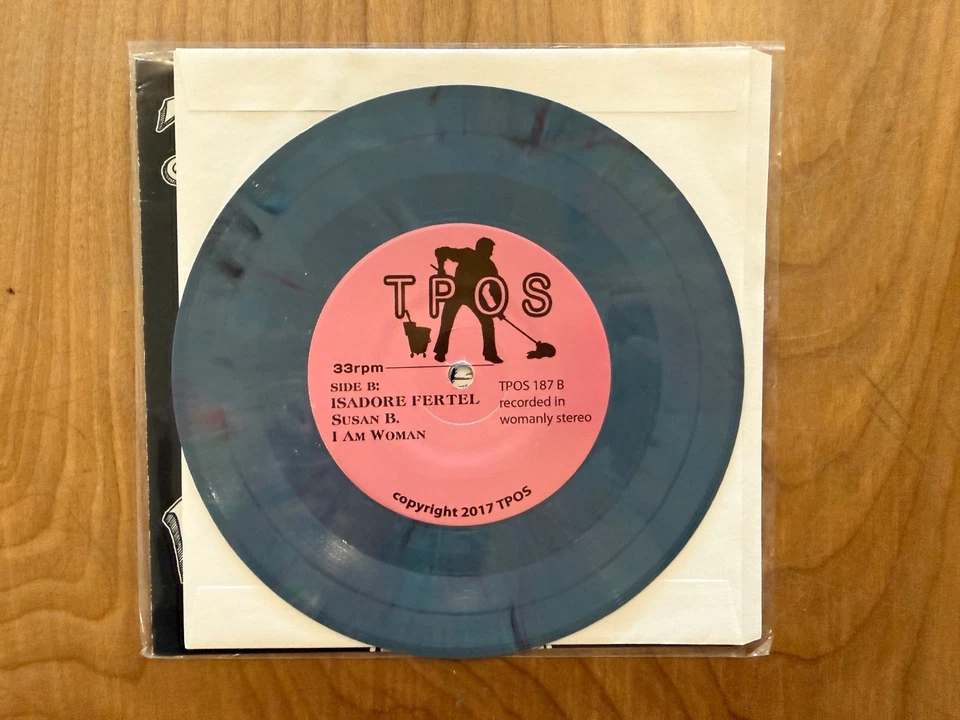 TPOS
33rpm
SIDE B:
ISADORE FERTEL
SUSAN B.
I AM WOMAN
TPOS 187 B
recorded in
womanly stereo
copyright 2017 TPOS